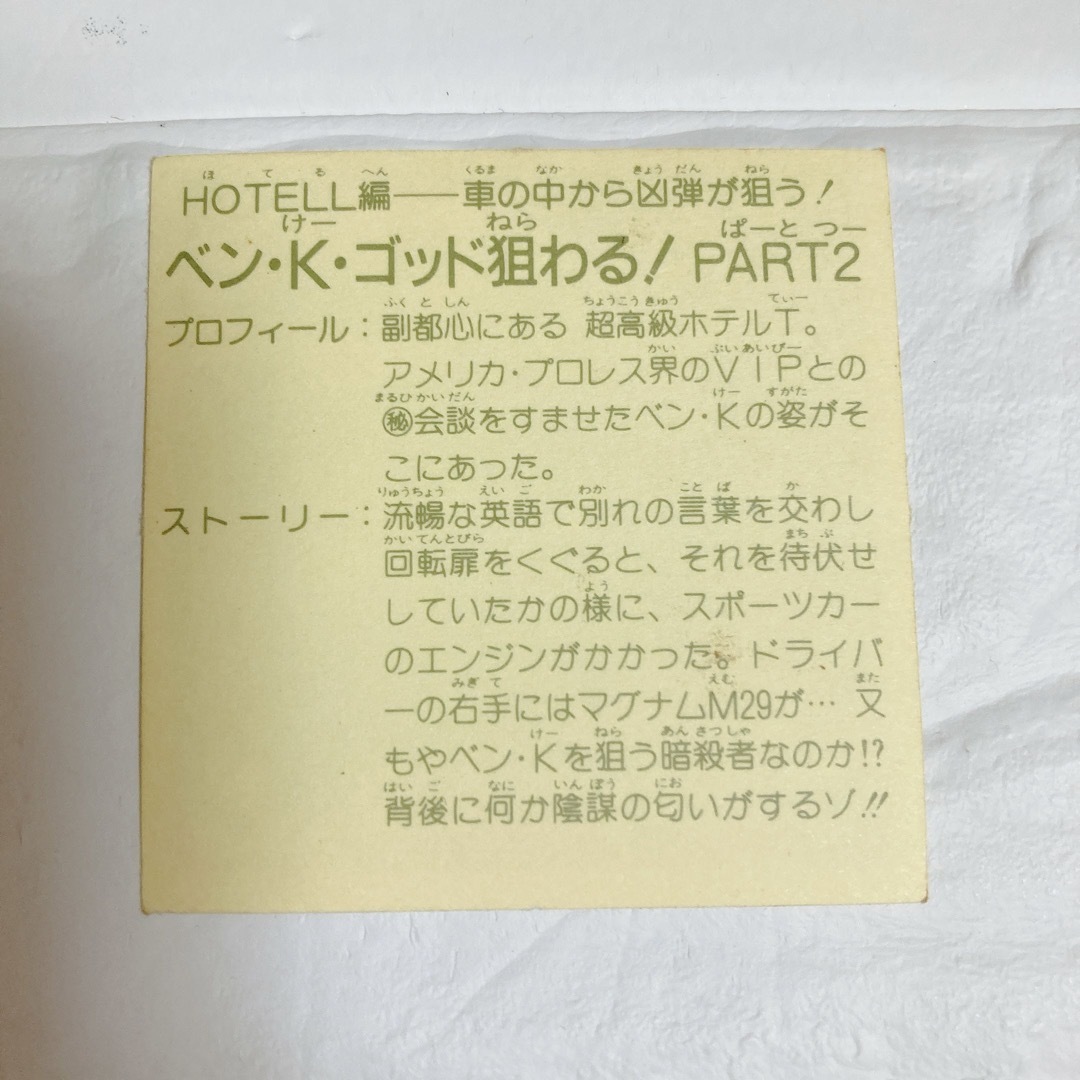 HOTELL編――車の中から凶弾が狙う!
ベン・K・ゴッド狙わる! PART2
プロフィール:副都心にある 超高級ホテルT。
アメリカ・プロレス界のVIPとの
㊙会談をすませたベン・Kの姿がそ
こにあった。
ストーリー:流暢な英語で別れの言葉を交わし
回転扉をくぐると、それを待伏せ
していたかの様に、スポーツカー
のエンジンがかかった。ドライバ
ーの右手にはマグナムM29が… 又
もやベン・Kを狙う暗殺者なのか!?
背後に何か陰謀の匂いがするゾ!!